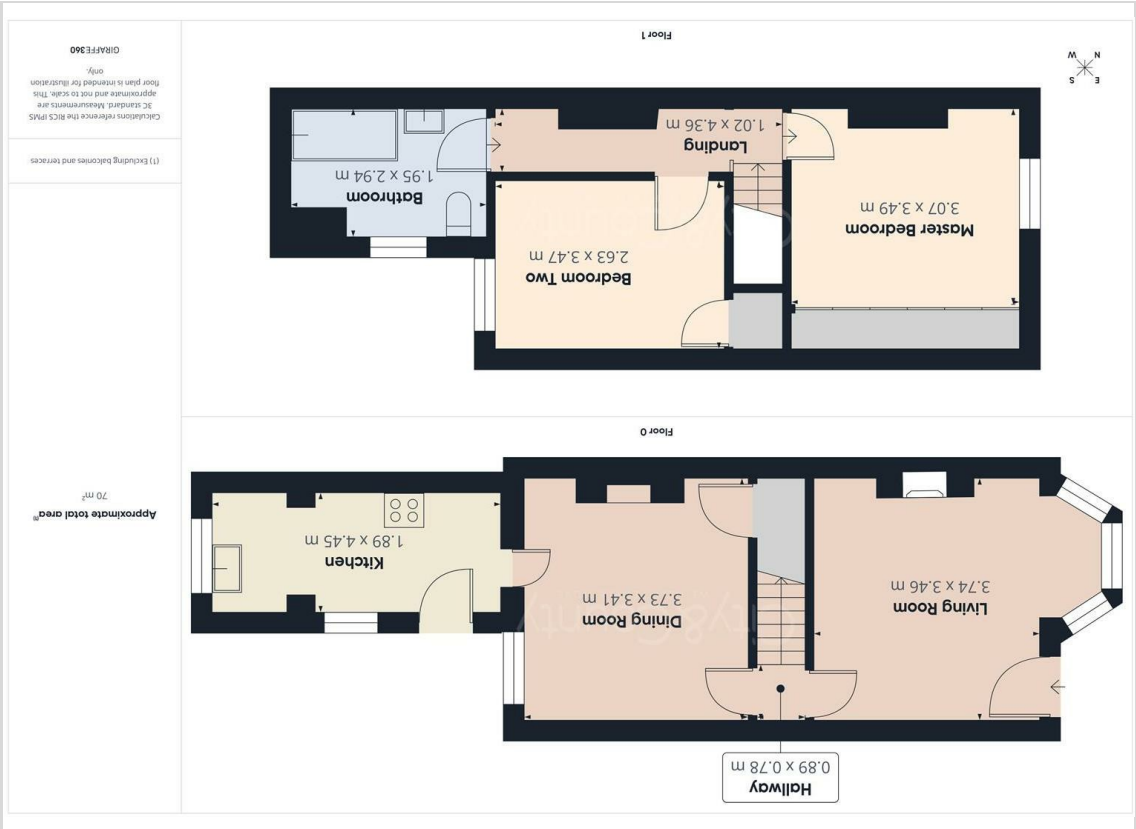 Hallway
0.89 x 0.78 m
Living Room
3.74 x 3.46 m
Dining Room
3.73 x 3.41 m
Kitchen
1.89 x 4.45 m
City&County
Floor 0
Master Bedroom
3.07 x 3.49 m
Bedroom Two
2.63 x 3.47 m
Bathroom
1.95 x 2.94 m
Landing
1.02 x 4.36 m
City&County
Floor 1
N
E
S
W
Approximate total area(1)
70 m²
(1) Excluding balconies and terraces
Calculations reference the RICS IPMS
3C standard. Measurements are
approximate and not to scale. This
floor plan is intended for illustration
only.
GIRAFFE360